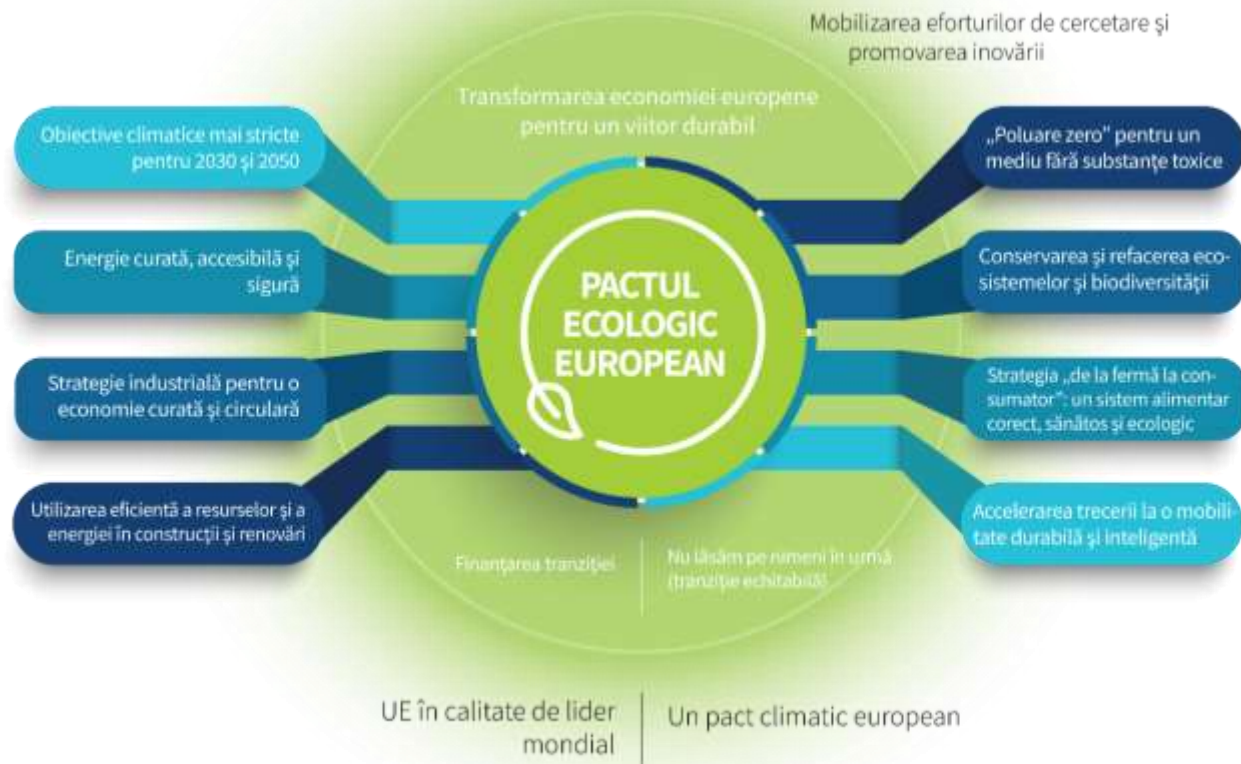 Mobilizarea eforturilor de cercetare și
promovarea inovării
Transformarea economiei europene
pentru un viitor durabil
Obiective climatice mai stricte
pentru 2030 și 2050
Energie curată, accesibilă și
sigură
Strategie industrială pentru o
economie curată și circulară
Utilizarea eficientă a resurselor și a
energiei în construcții și renovări
PACTUL
ECOLOGIC
EUROPEAN
„Poluare zero” pentru un
mediu fără substanțe toxice
Conservarea și refacerea eco-
sistemelor și biodiversității
Strategia „de la fermă la con-
sumator”: un sistem alimentar
corect, sănătos și ecologic
Accelerarea trecerii la o mobili-
tate durabilă și inteligentă
Finanțarea tranziției
Nu lăsăm pe nimeni în urmă
(tranziție echitabilă)
UE în calitate de lider
mondial
Un pact climatic european